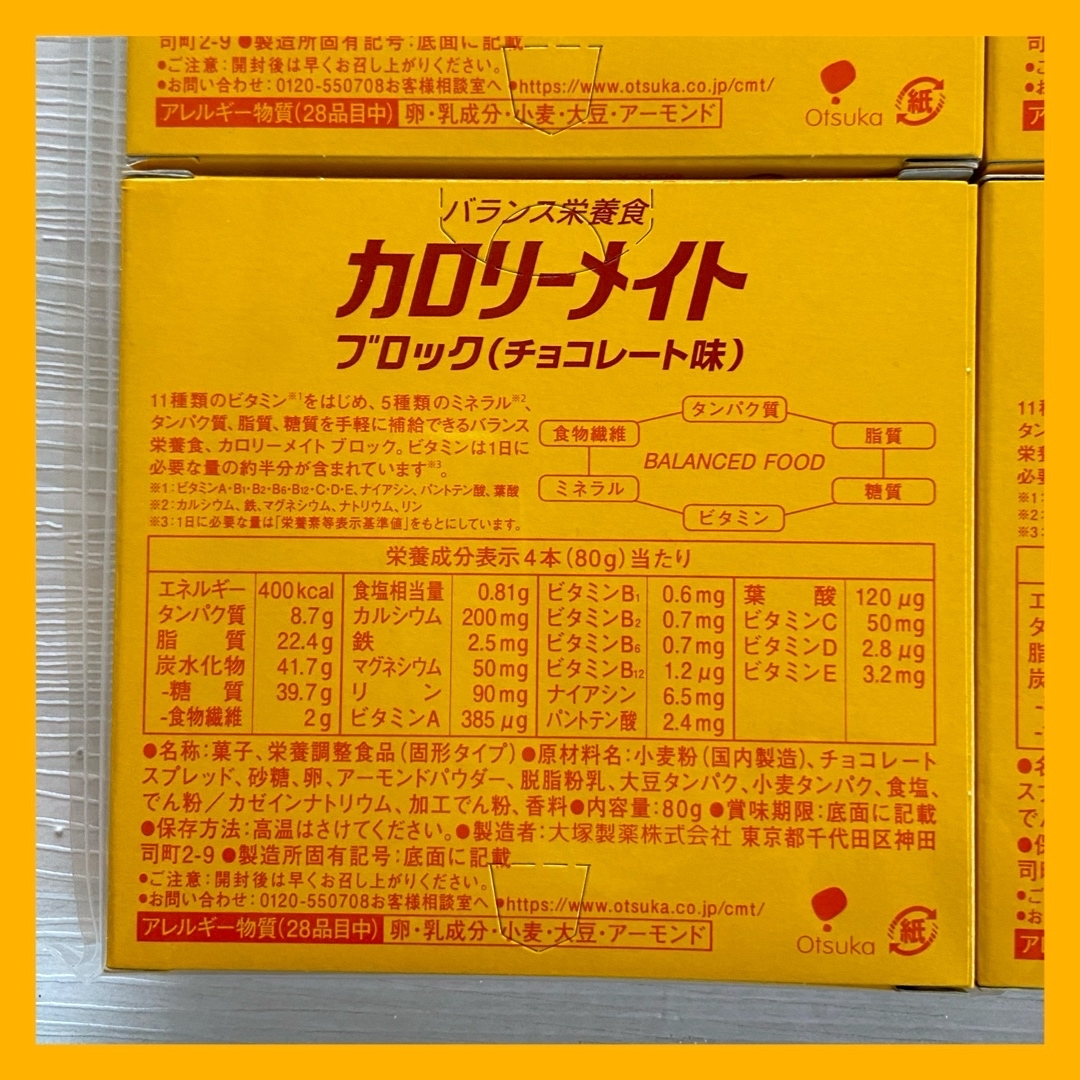 司町2-9 ●製造所固有記号:底面に記載
●ご注意:開封後は早くお召し上がりください。
●お問い合わせ:0120-550708お客様相談室へ ●https://www.otsuka.co.jp/cmt/
アレルギー物質(28品目中) 卵・乳成分・小麦・大豆・アーモンド
Otsuka
紙
バランス栄養食
カロリーメイト
ブロック(チョコレート味)
11種類のビタミン※1をはじめ、5種類のミネラル※2、
タンパク質、脂質、糖質を手軽に補給できるバランス
栄養食、カロリーメイト ブロック。ビタミンは1日に
必要な量の約半分が含まれています※3。
※1:ビタミンA・B1・B2・B6・B12・C・D・E、ナイアシン、パントテン酸、葉酸
※2:カルシウム、鉄、マグネシウム、ナトリウム、リン
※3:1日に必要な量は「栄養素等表示基準値」をもとにしています。
タンパク質
食物繊維
脂質
BALANCED FOOD
ミネラル
糖質
ビタミン
栄養成分表示4本(80g)当たり
エネルギー 400kcal 食塩相当量 0.81g ビタミンB1 0.6mg 葉酸 120μg
タンパク質 8.7g カルシウム 200mg ビタミンB2 0.7mg ビタミンC 50mg
脂質 22.4g 鉄 2.5mg ビタミンB6 0.7mg ビタミンD 2.8μg
炭水化物 41.7g マグネシウム 50mg ビタミンB12 1.2μg ビタミンE 3.2mg
-糖質 39.7g リン 90mg ナイアシン 6.5mg
-食物繊維 2g ビタミンA 385μg パントテン酸 2.4mg
●名称:菓子、栄養調整食品(固形タイプ)●原材料名:小麦粉(国内製造)、チョコレート
スプレッド、砂糖、卵、アーモンドパウダー、脱脂粉乳、大豆タンパク、小麦タンパク、食塩、
でん粉/カゼインナトリウム、加工でん粉、香料●内容量:80g ●賞味期限:底面に記載
●保存方法:高温はさけてください。●製造者:大塚製薬株式会社 東京都千代田区神田
司町2-9 ●製造所固有記号:底面に記載
●ご注意:開封後は早くお召し上がりください。
●お問い合わせ:0120-550708お客様相談室へ ●https://www.otsuka.co.jp/cmt/
アレルギー物質(28品目中) 卵・乳成分・小麦・大豆・アーモンド
Otsuka
紙